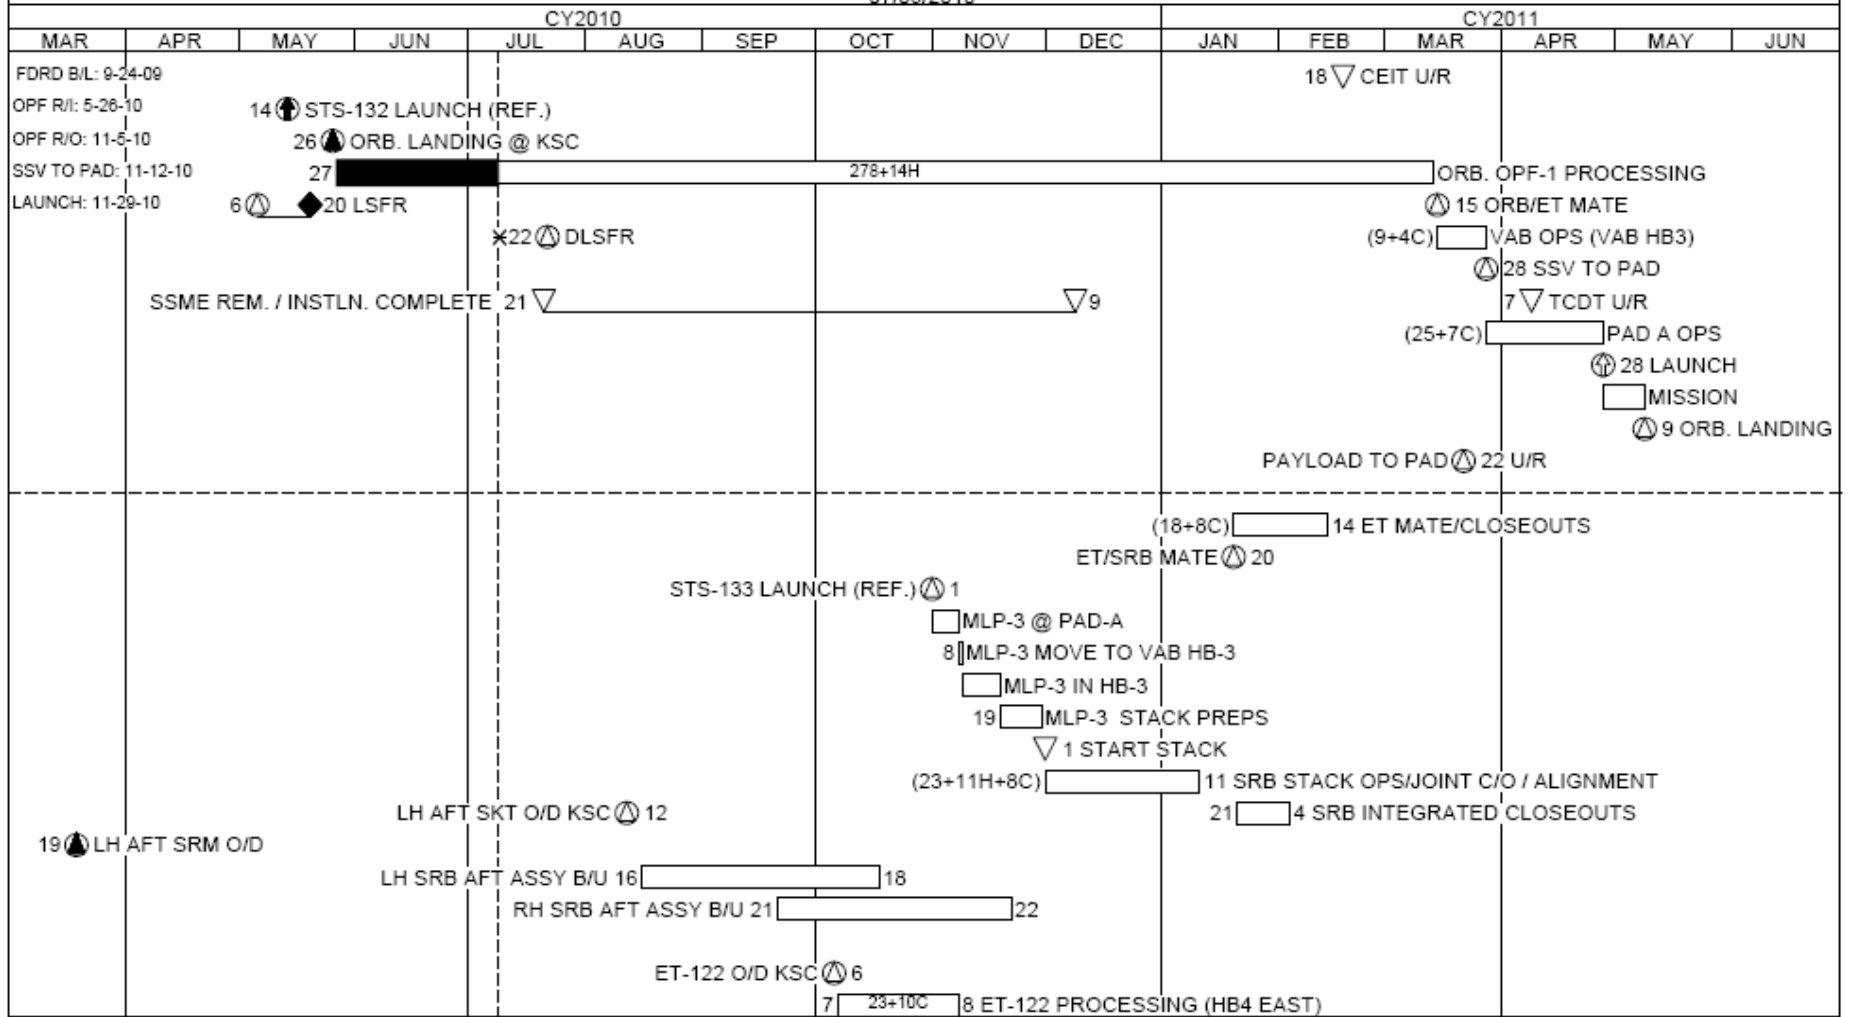 CY2010 CY2011
MAR APR MAY JUN JUL AUG SEP OCT NOV DEC JAN FEB MAR APR MAY JUN
FDRD B/L: 9-24-09 18 CEIT U/R
OPF R/I: 5-26-10 14 STS-132 LAUNCH (REF.)
OPF R/O: 11-5-10 26 ORB. LANDING @ KSC
SSV TO PAD: 11-12-10 27 278+14H ORB. OPF-1 PROCESSING
LAUNCH: 11-29-10 6 20 LSFR 15 ORB/ET MATE
22 DLSFR (9+4C) VAB OPS (VAB HB3)
28 SSV TO PAD
SSME REM. / INSTLN. COMPLETE 21 9 7 TCDT U/R
(25+7C) PAD A OPS
28 LAUNCH
MISSION
9 ORB. LANDING
PAYLOAD TO PAD 22 U/R
(18+8C) 14 ET MATE/CLOSEOUTS
ET/SRB MATE 20
STS-133 LAUNCH (REF.) 1
MLP-3 @ PAD-A
8 MLP-3 MOVE TO VAB HB-3
MLP-3 IN HB-3
19 MLP-3 STACK PREPS
1 START STACK
(23+11H+8C) 11 SRB STACK OPS/JOINT C/O / ALIGNMENT
LH AFT SKT O/D KSC 12 21 4 SRB INTEGRATED CLOSEOUTS
19 LH AFT SRM O/D
LH SRB AFT ASSY B/U 16 18
RH SRB AFT ASSY B/U 21 22
ET-122 O/D KSC 6
7 23+10C 8 ET-122 PROCESSING (HB4 EAST)